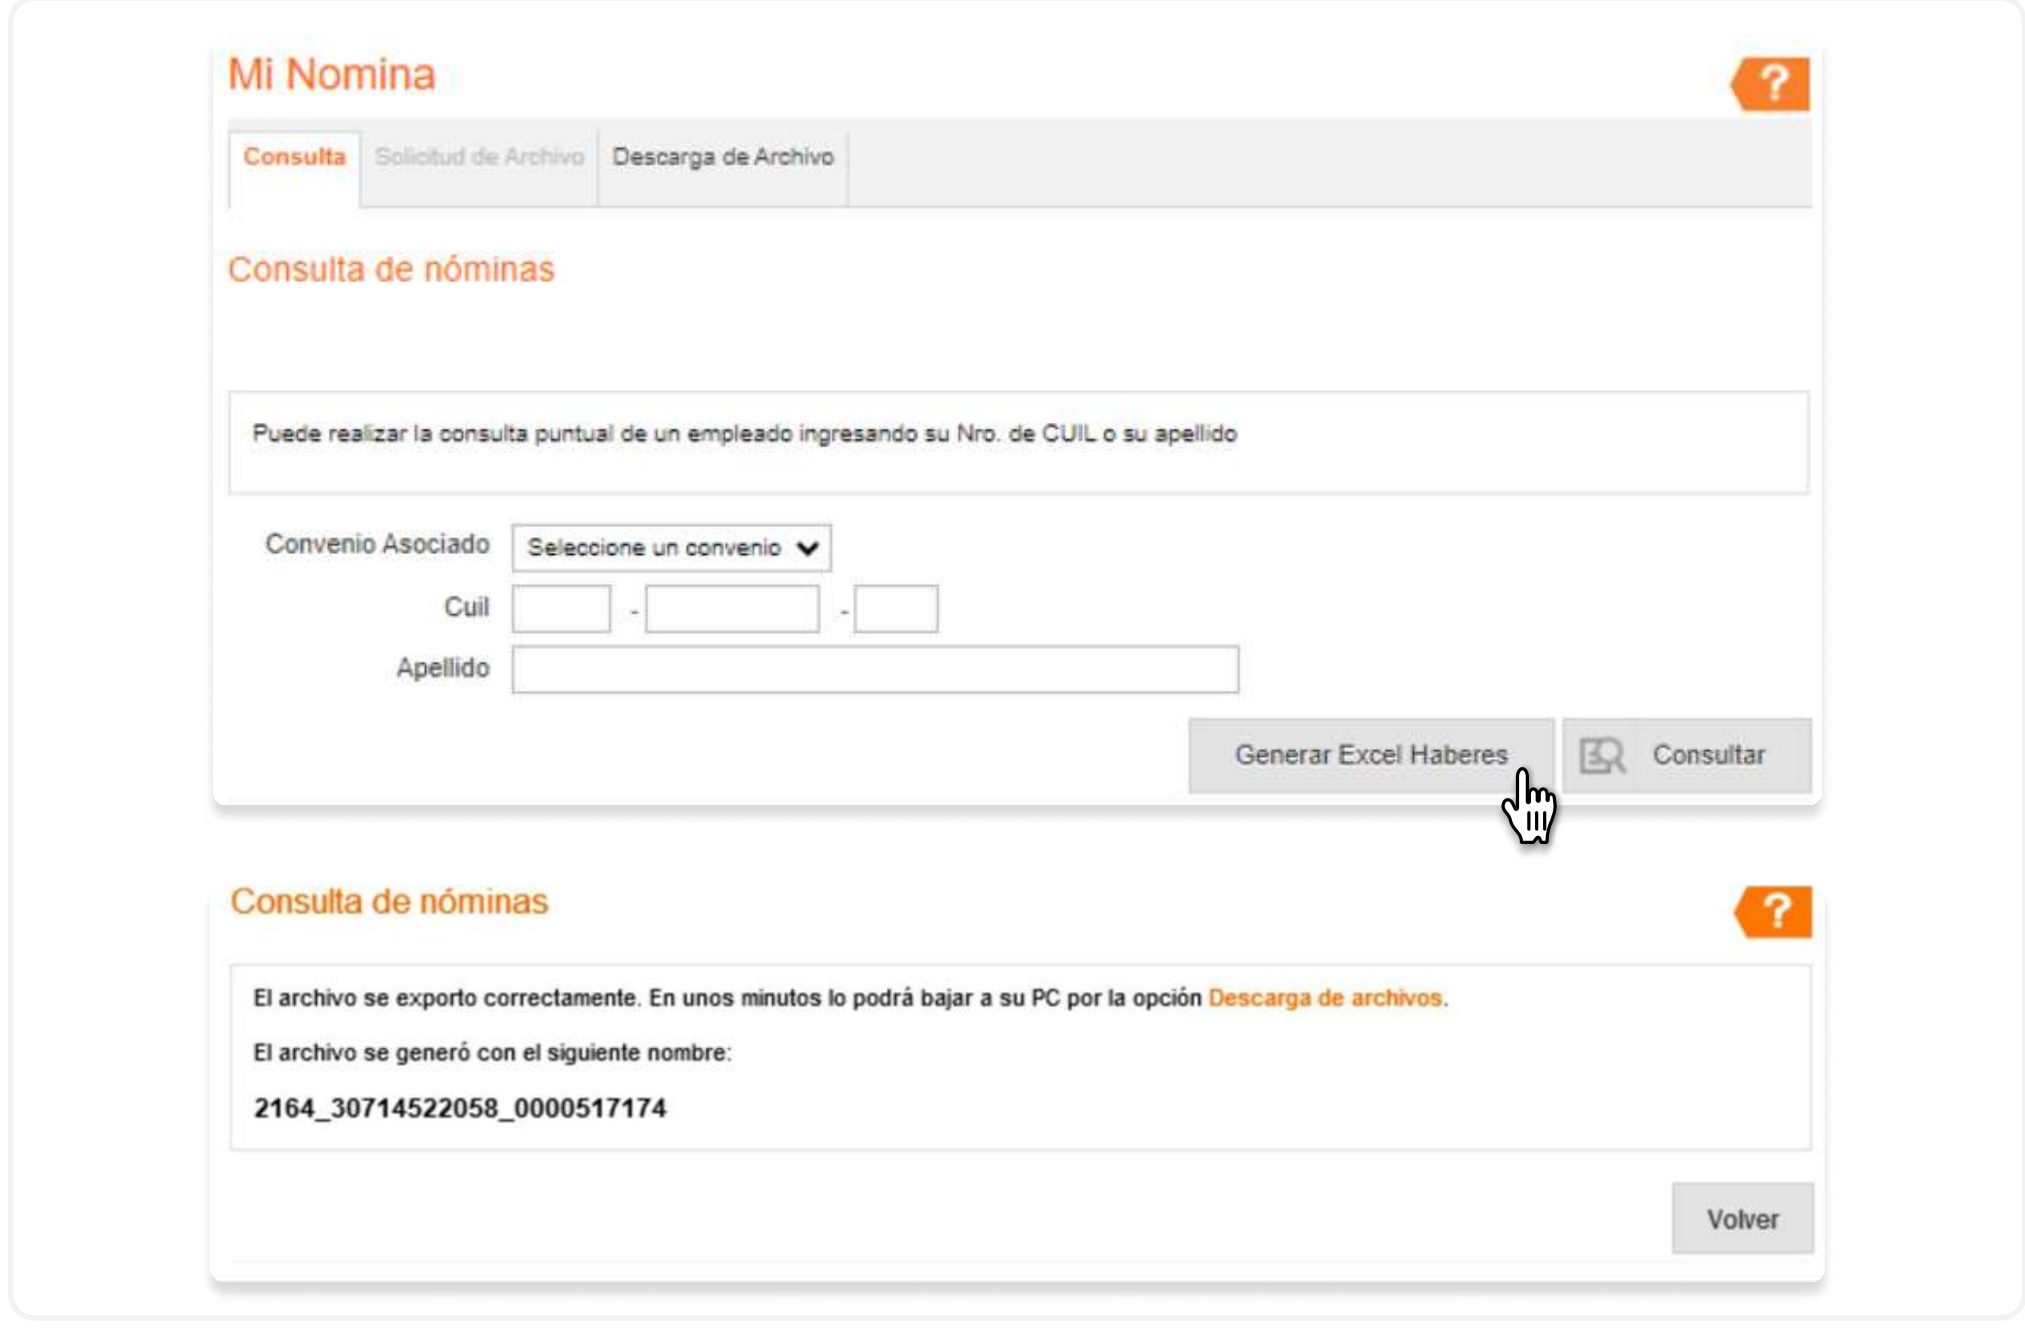 Mi Nomina
?
Consulta Solicitud de Archivo Descarga de Archivo
Consulta de nóminas
Puede realizar la consulta puntual de un empleado ingresando su Nro. de CUIL o su apellido
Convenio Asociado Seleccione un convenio
Cuil - -
Apellido
Generar Excel Haberes Consultar
Consulta de nóminas
?
El archivo se exporto correctamente. En unos minutos lo podrá bajar a su PC por la opción Descarga de archivos.
El archivo se generó con el siguiente nombre:
2164_30714522058_0000517174
Volver